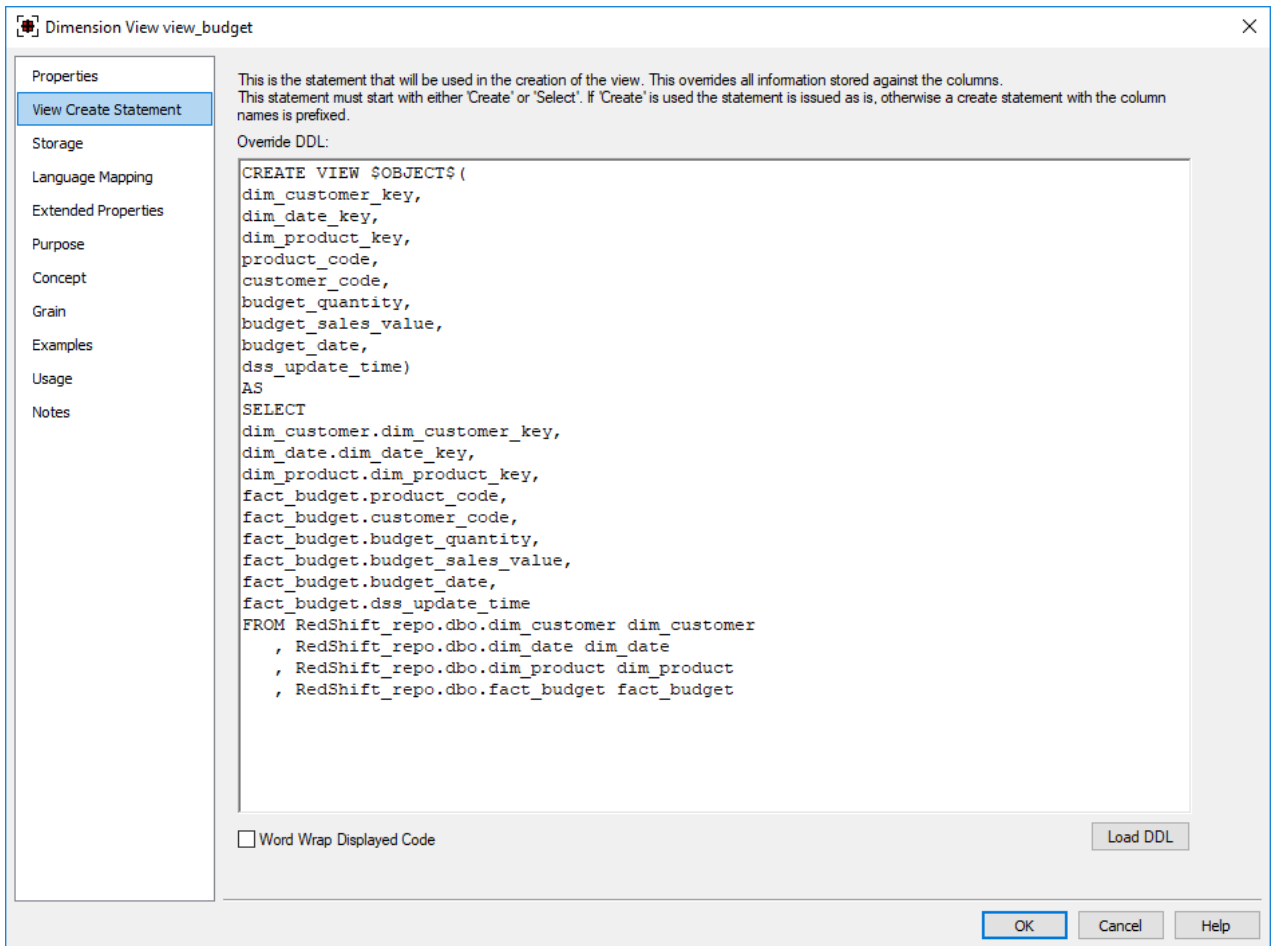 Dimension View view_budget
Properties
View Create Statement
Storage
Language Mapping
Extended Properties
Purpose
Concept
Grain
Examples
Usage
Notes
This is the statement that will be used in the creation of the view. This overrides all information stored against the columns.
This statement must start with either 'Create' or 'Select'. If 'Create' is used the statement is issued as is, otherwise a create statement with the column
names is prefixed.
Override DDL:
CREATE VIEW $OBJECT$(
dim_customer_key,
dim_date_key,
dim_product_key,
product_code,
customer_code,
budget_quantity,
budget_sales_value,
budget_date,
dss_update_time)
AS
SELECT
dim_customer.dim_customer_key,
dim_date.dim_date_key,
dim_product.dim_product_key,
fact_budget.product_code,
fact_budget.customer_code,
fact_budget.budget_quantity,
fact_budget.budget_sales_value,
fact_budget.budget_date,
fact_budget.dss_update_time
FROM RedShift_repo.dbo.dim_customer dim_customer
, RedShift_repo.dbo.dim_date dim_date
, RedShift_repo.dbo.dim_product dim_product
, RedShift_repo.dbo.fact_budget fact_budget
Word Wrap Displayed Code
Load DDL
OK
Cancel
Help